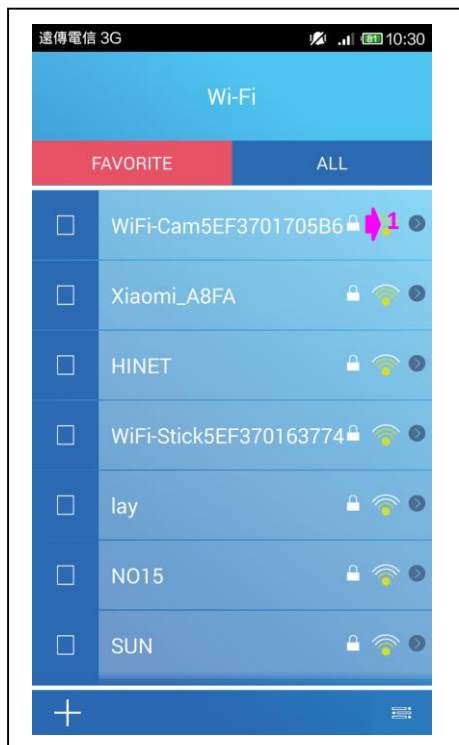 遠傳電信 3G 81 10:30
Wi-Fi
FAVORITE ALL
WiFi-Cam5EF3701705B6 1
Xiaomi_A8FA
HINET
WiFi-Stick5EF370163774
lay
NO15
SUN